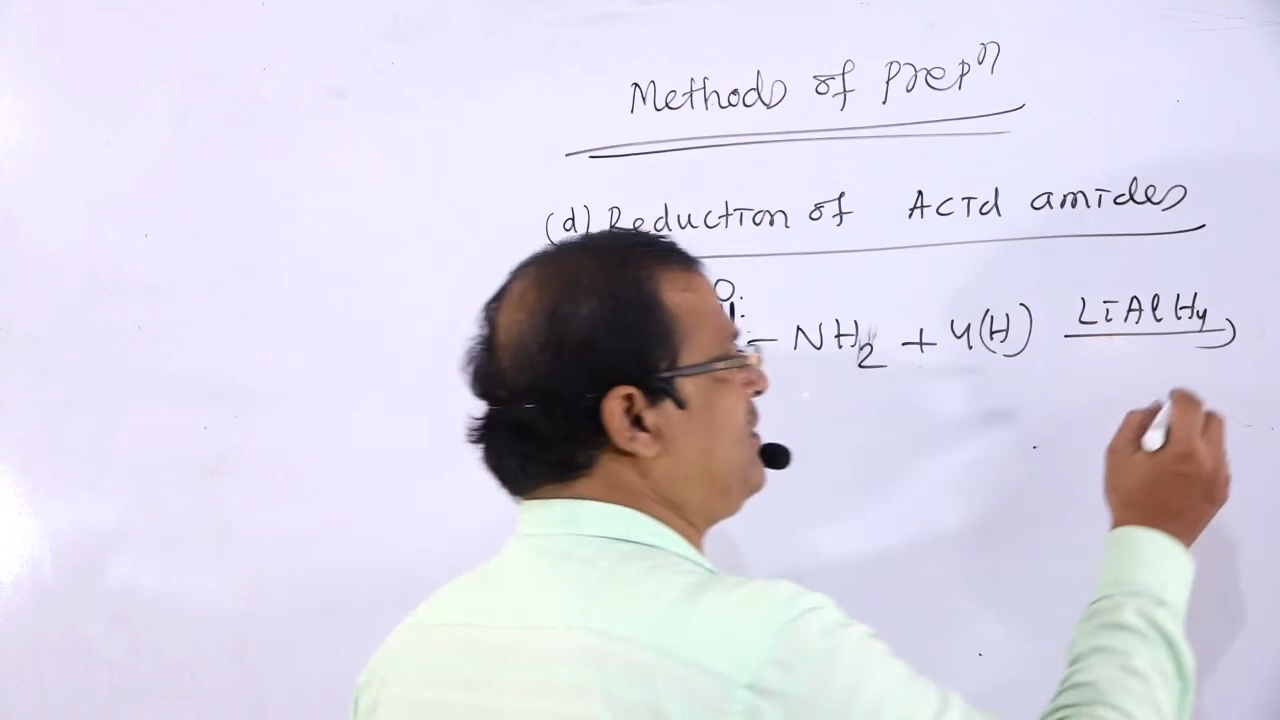 Methods of prepⁿ
(d) Reduction of Acid amides
O
- NH₂ + 4(H) LiAlH₄